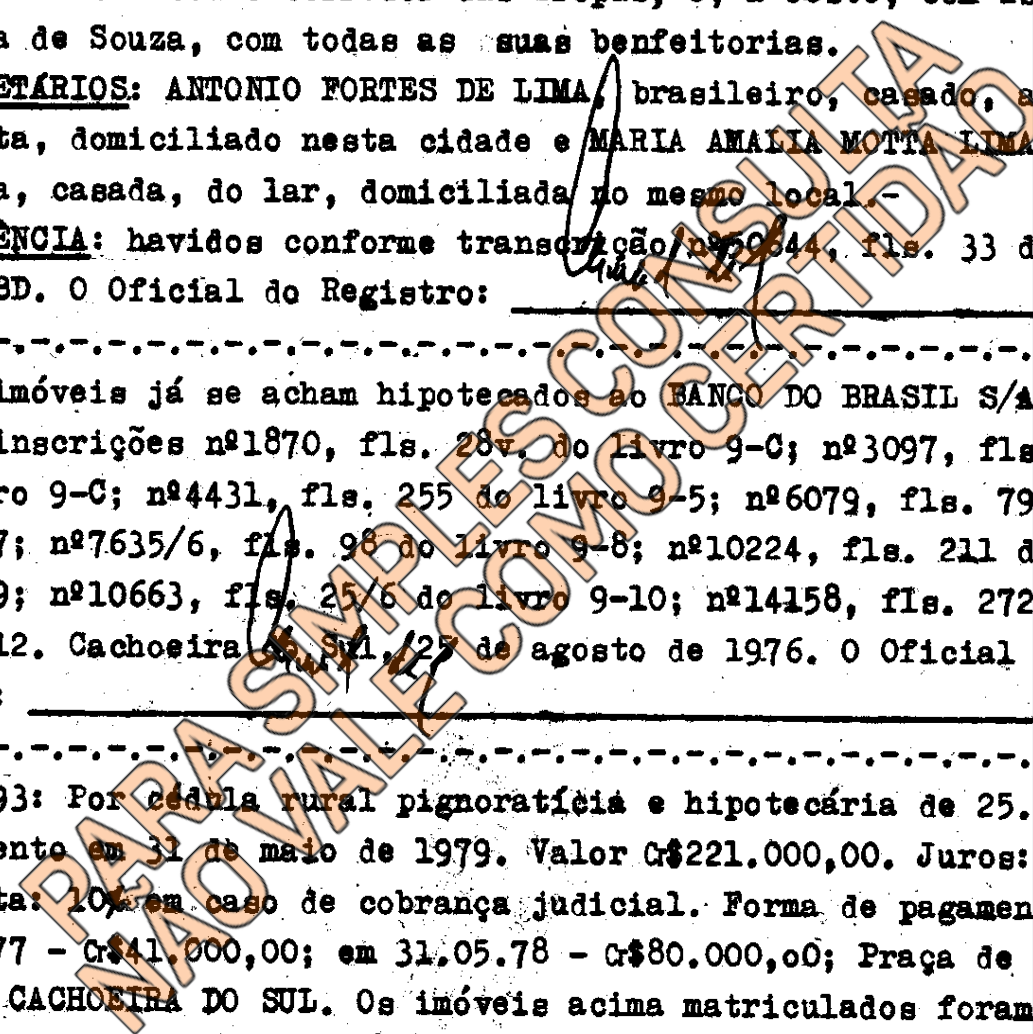 a de Souza, com todas as suas benfeitorias.
ETÁRIOS: ANTONIO FORTES DE LIMA, brasileiro, casado, a
ta, domiciliado nesta cidade e MARIA AMALIA MOTTA LIMA
a, casada, do lar, domiciliada no mesmo local.-
ÊNCIA: havidos conforme transcrição fls. 33 d
BD. O Oficial do Registro:
imóveis já se acham hipotecados ao BANCO DO BRASIL S/A
inscrições nº1870, fls. 28v. do livro 9-C; nº3097, fls
ro 9-C; nº4431, fls. 255 do livro 9-5; nº6079, fls. 79
7; nº7635/6, fls. 98 do livro 9-8; nº10224, fls. 211 d
9; nº10663, fls. 25/6 do livro 9-10; nº14158, fls. 272
12. Cachoeira do Sul, 25 de agosto de 1976. O Oficial
:
93: Por cédula rural pignoratícia e hipotecária de 25.
ento em 31 de maio de 1979. Valor Cr$221.000,00. Juros:
ta: 10% em caso de cobrança judicial. Forma de pagamen
77 - Cr$41.000,00; em 31.05.78 - Cr$80.000,oO; Praça de
CACHOEIRA DO SUL. Os imóveis acima matriculados foram
PARA SIMPLES CONSULTA
NÃO VALE COMO CERTIDÃO